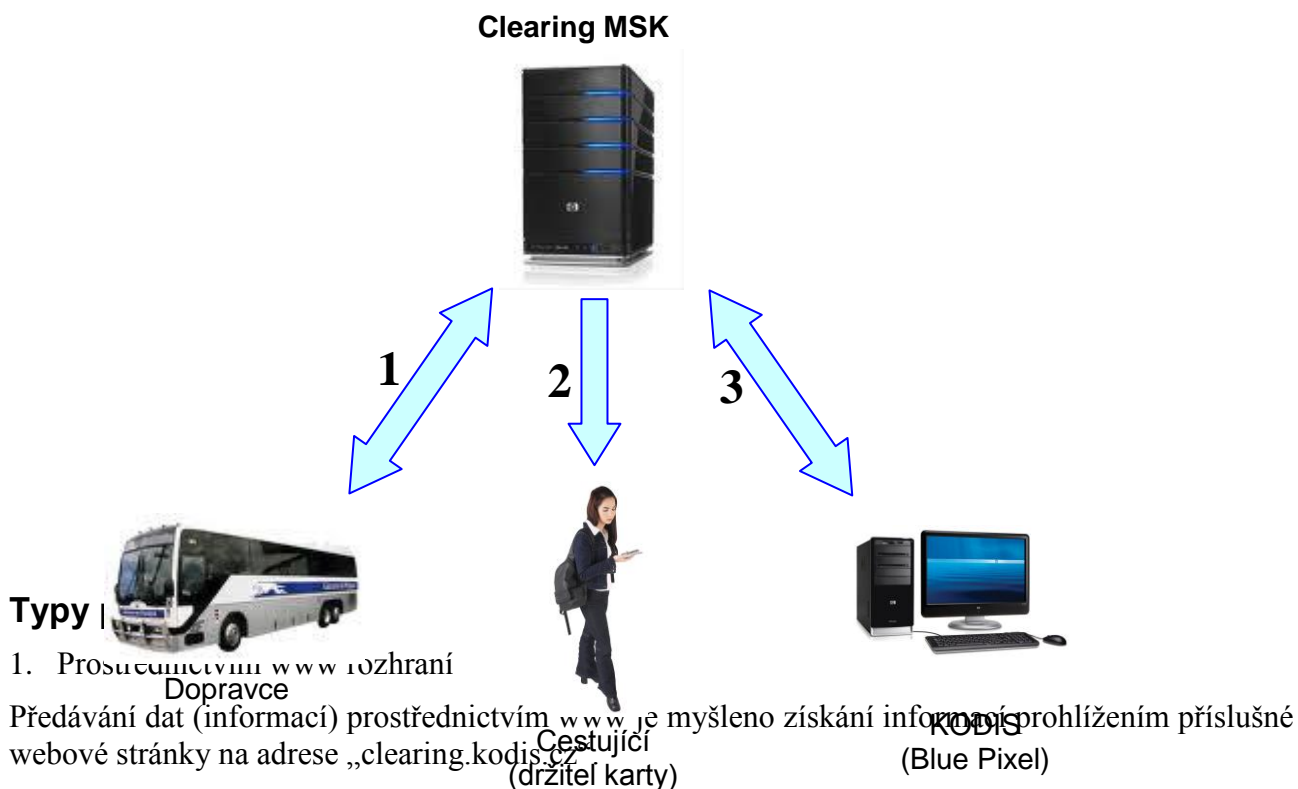 Clearing MSK
1
2
3
Typy
1. Prostřednictvím www rozhraní
Dopravce
Předávání dat (informací) prostřednictvím www je myšleno získání informací prohlížením příslušné
webové stránky na adrese „clearing.kodis.cz“.
Cestující
(držitel karty)
KODIS
(Blue Pixel)